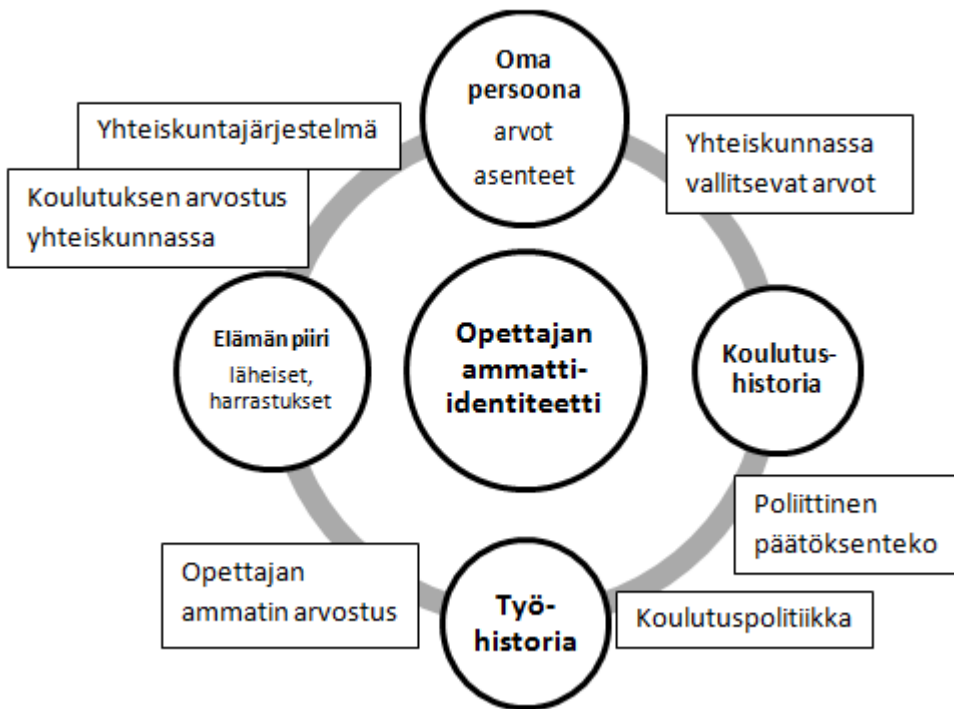 Oma
persoona
arvot
asenteet
Yhteiskuntajärjestelmä
Yhteiskunnassa
vallitsevat arvot
Koulutuksen arvostus
yhteiskunnassa
Elämän piiri
läheiset,
harrastukset
Opettajan
ammatti-
identiteetti
Koulutus-
historia
Poliittinen
päätöksenteko
Opettajan
ammatin arvostus
Työ-
historia
Koulutuspolitiikka